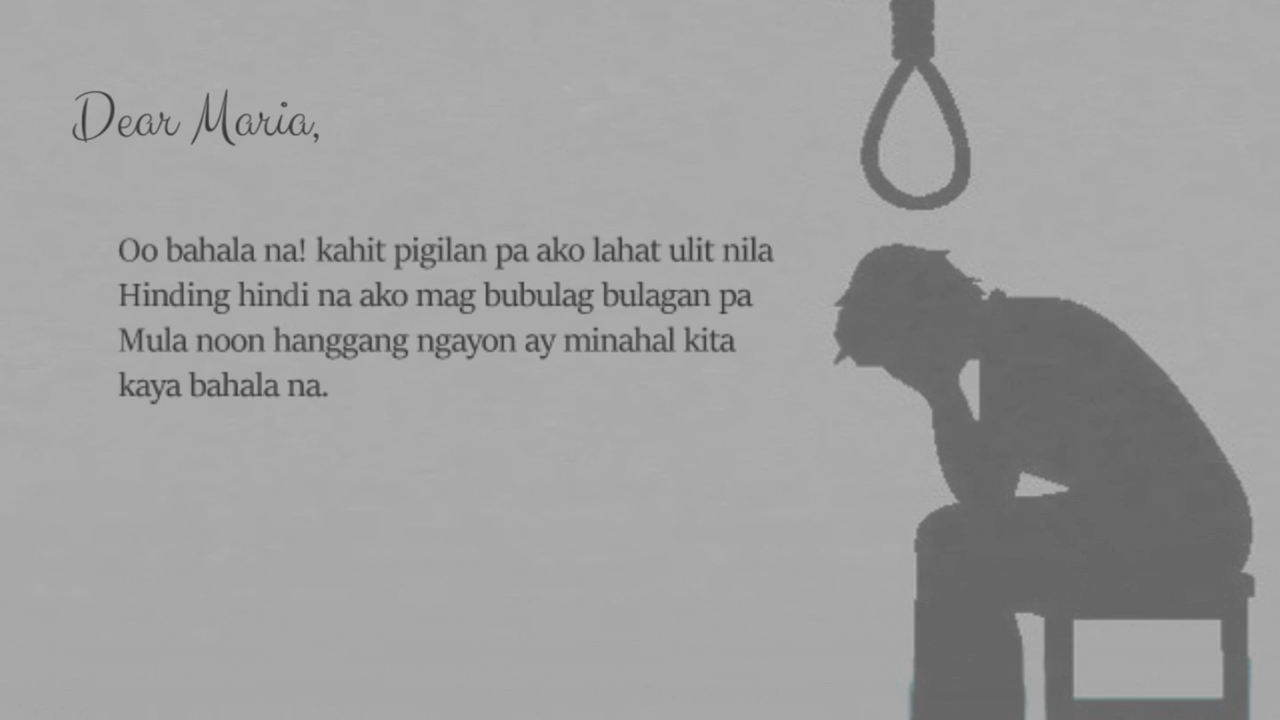 Dear Maria,
Oo bahala na! kahit pigilan pa ako lahat ulit nila
Hinding hindi na ako mag bubulag bulagan pa
Mula noon hanggang ngayon ay minahal kita
kaya bahala na.